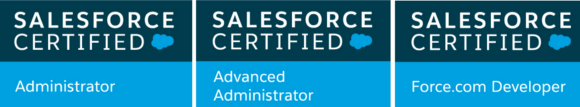 SALESFORCE
CERTIFIED
Administrator
SALESFORCE
CERTIFIED
Advanced
Administrator
SALESFORCE
CERTIFIED
Force.com Developer